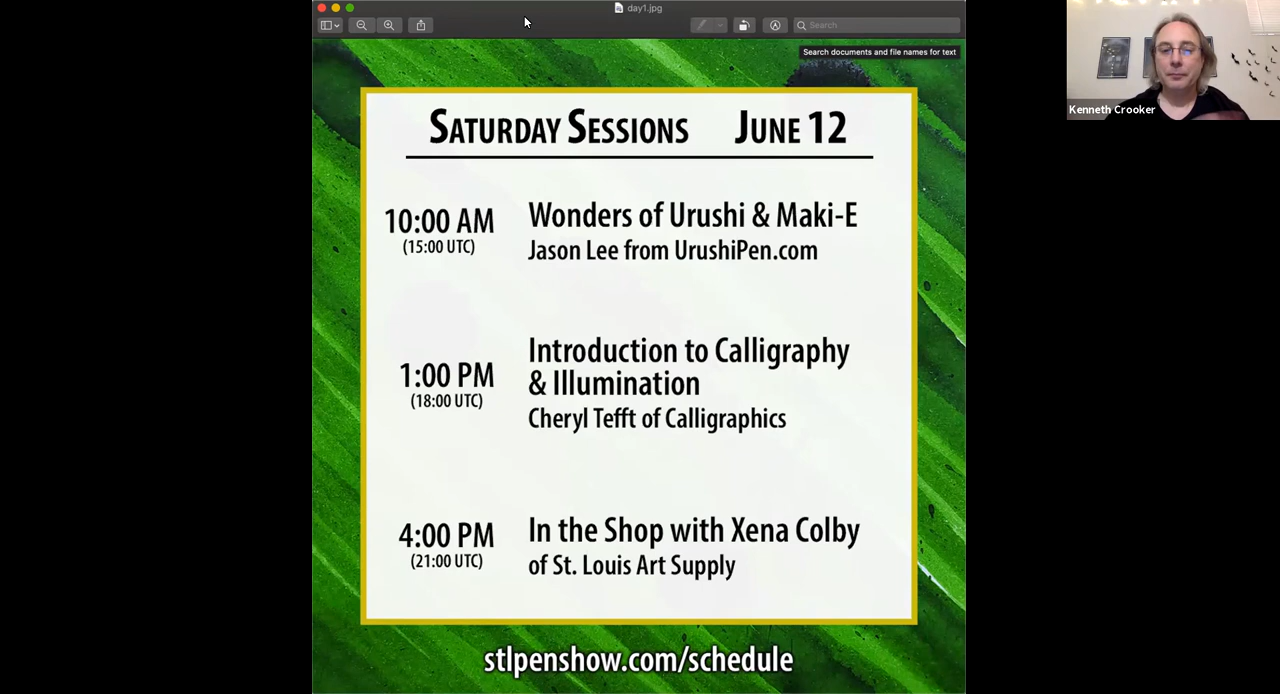 day1.jpg
Search
Search documents and file names for text
Kenneth Crooker
Saturday Sessions June 12
10:00 AM
(15:00 UTC)
Wonders of Urushi & Maki-E
Jason Lee from UrushiPen.com
1:00 PM
(18:00 UTC)
Introduction to Calligraphy
& Illumination
Cheryl Tefft of Calligraphics
4:00 PM
(21:00 UTC)
In the Shop with Xena Colby
of St. Louis Art Supply
stlpenshow.com/schedule